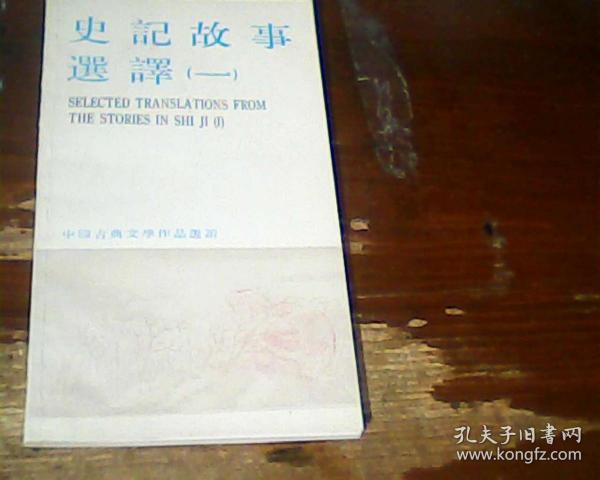 史記故事
選譯(一)
SELECTED TRANSLATIONS FROM
THE STORIES IN SHI JI (I)
中國古典文學作品選讀
孔夫子旧書网
www.kongfz.com